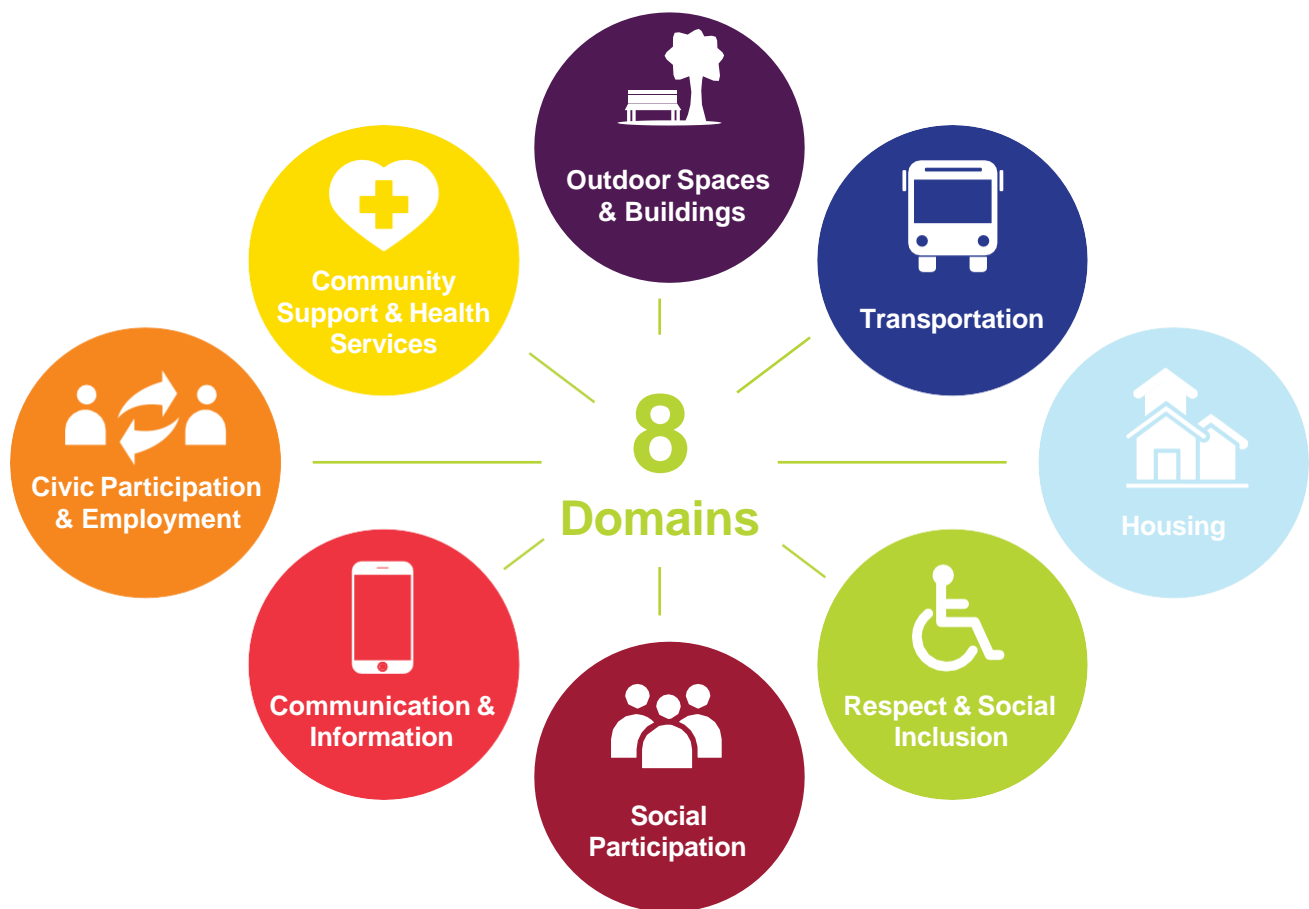 Outdoor Spaces
& Buildings
Transportation
Housing
Respect & Social
Inclusion
Social
Participation
Communication &
Information
Civic Participation
& Employment
Community
Support & Health
Services
8
Domains